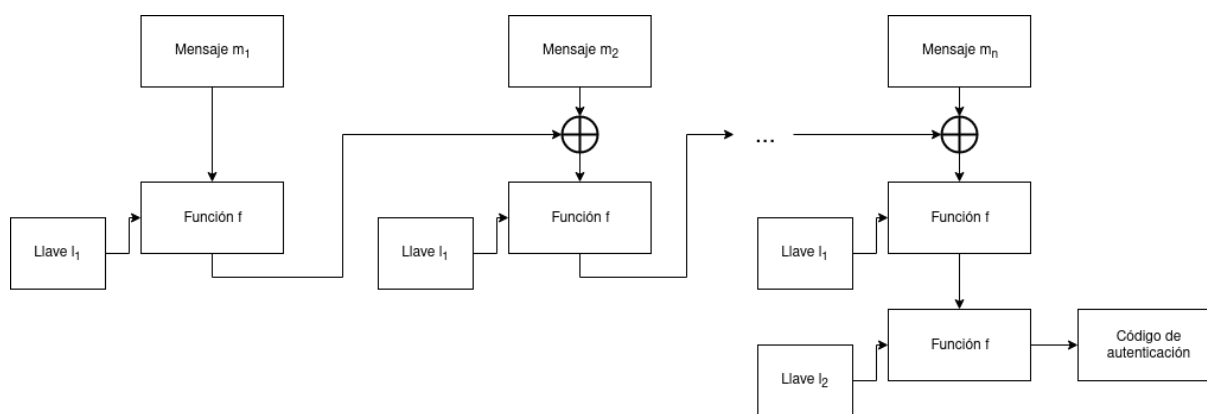 Mensaje m1
Mensaje m2
Mensaje mn
...
Función f
Función f
Función f
Llave l1
Llave l1
Llave l1
Función f
Código de
autenticación
Llave l2